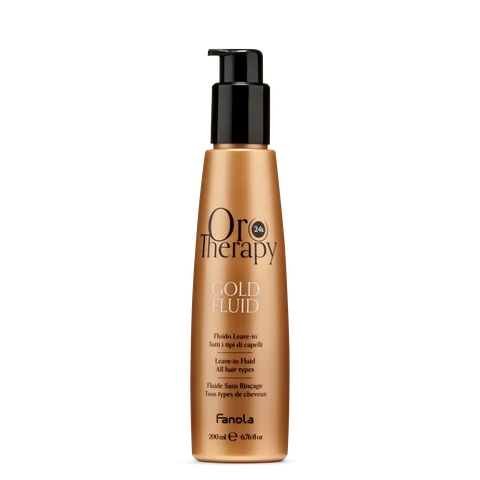 Oro
24k
Therapy
GOLD
FLUID
Fluido Leave-in
Tutti i tipi di capelli
Leave-in Fluid
All hair types
Fluide Sans Rinçage
Tous types de cheveux
Fanola
200 ml ℮ 6.76 fl oz